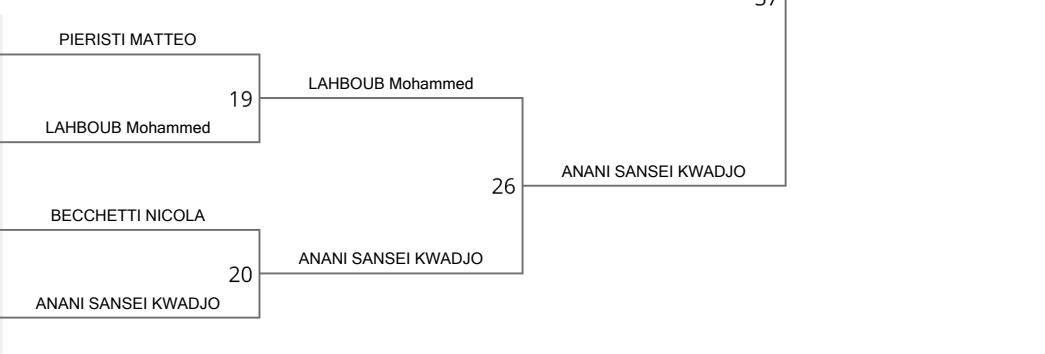 PIERISTI MATTEO
19
LAHBOUB Mohammed
LAHBOUB Mohammed
26
ANANI SANSEI KWADJO
BECCHETTI NICOLA
20
ANANI SANSEI KWADJO
ANANI SANSEI KWADJO